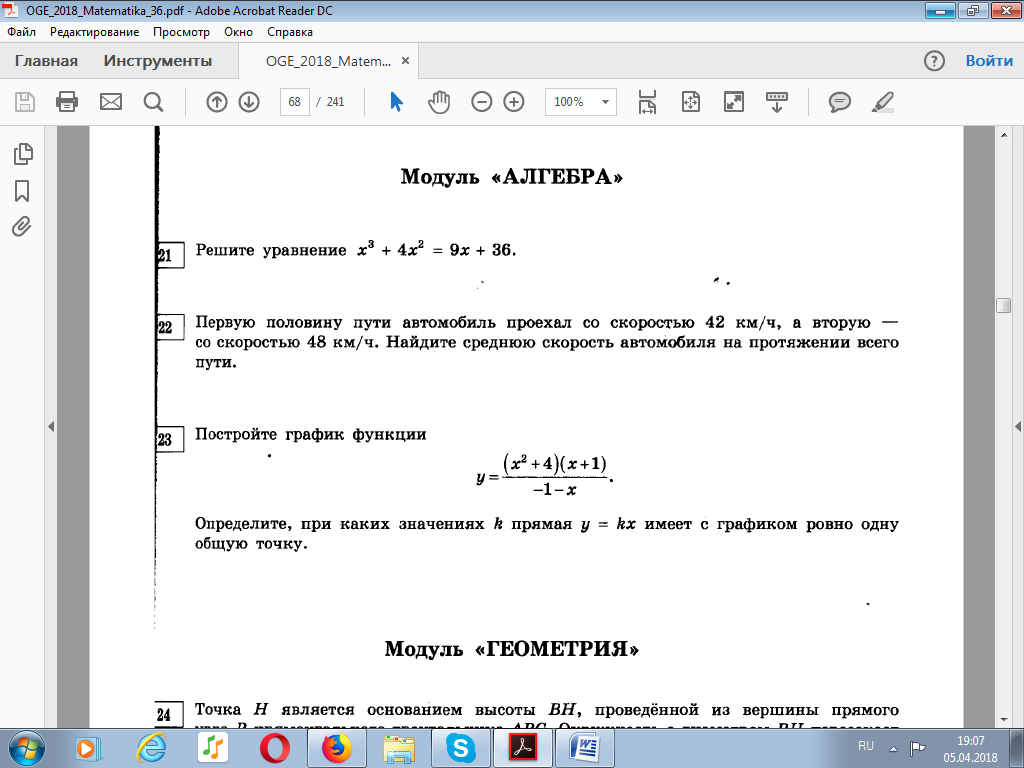 OGE_2018_Matematika_36.pdf - Adobe Acrobat Reader DC
Файл Редактирование Просмотр Окно Справка
Главная Инструменты OGE_2018_Matem... × ? Войти
68 / 241 100%
Модуль «АЛГЕБРА»
21 Решите уравнение x³ + 4x² = 9x + 36.
22 Первую половину пути автомобиль проехал со скоростью 42 км/ч, а вторую —
со скоростью 48 км/ч. Найдите среднюю скорость автомобиля на протяжении всего
пути.
23 Постройте график функции
y = (x² + 4)(x + 1) / (−1 − x).
Определите, при каких значениях k прямая y = kx имеет с графиком ровно одну
общую точку.
Модуль «ГЕОМЕТРИЯ»
24 Точка H является основанием высоты BH, проведённой из вершины прямого
RU 19:07
05.04.2018